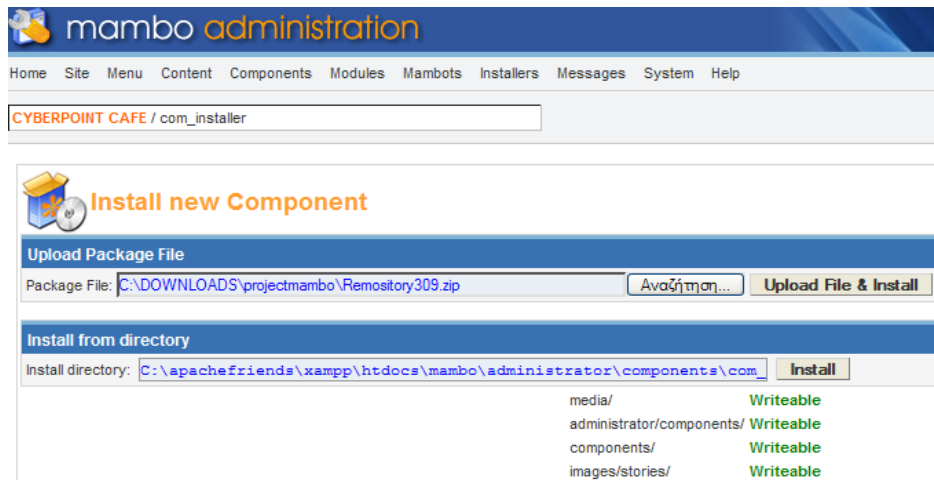 mambo administration
Home Site Menu Content Components Modules Mambots Installers Messages System Help
CYBERPOINT CAFE / com_installer
Install new Component
Upload Package File
Package File: C:\DOWNLOADS\projectmambo\Remository309.zip Αναζήτηση... Upload File & Install
Install from directory
Install directory: C:\apachefriends\xampp\htdocs\mambo\administrator\components\com_ Install
media/ Writeable
administrator/components/ Writeable
components/ Writeable
images/stories/ Writeable